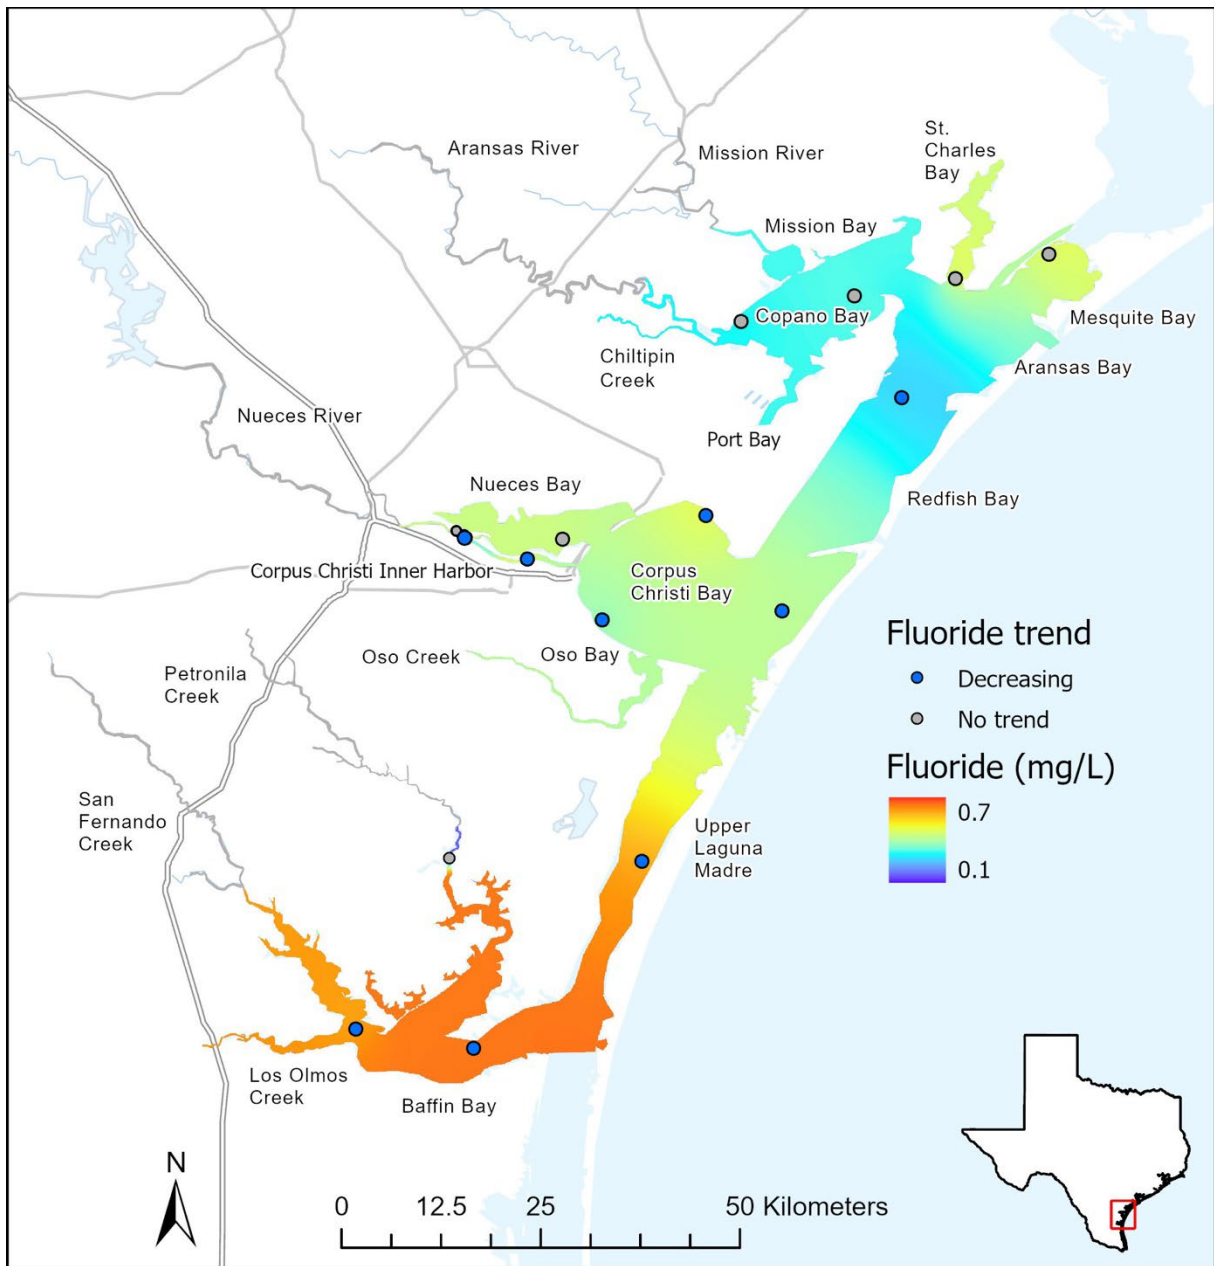 St.
Charles
Bay
Aransas River
Mission River
Mission Bay
Copano Bay
Mesquite Bay
Chiltipin
Creek
Aransas Bay
Nueces River
Port Bay
Nueces Bay
Redfish Bay
Corpus Christi Inner Harbor
Corpus
Christi Bay
Oso Creek
Oso Bay
Petronila
Creek
San
Fernando
Creek
Upper
Laguna
Madre
Los Olmos
Creek
Baffin Bay
Fluoride trend
Decreasing
No trend
Fluoride (mg/L)
0.7
0.1
N
0 12.5 25 50 Kilometers